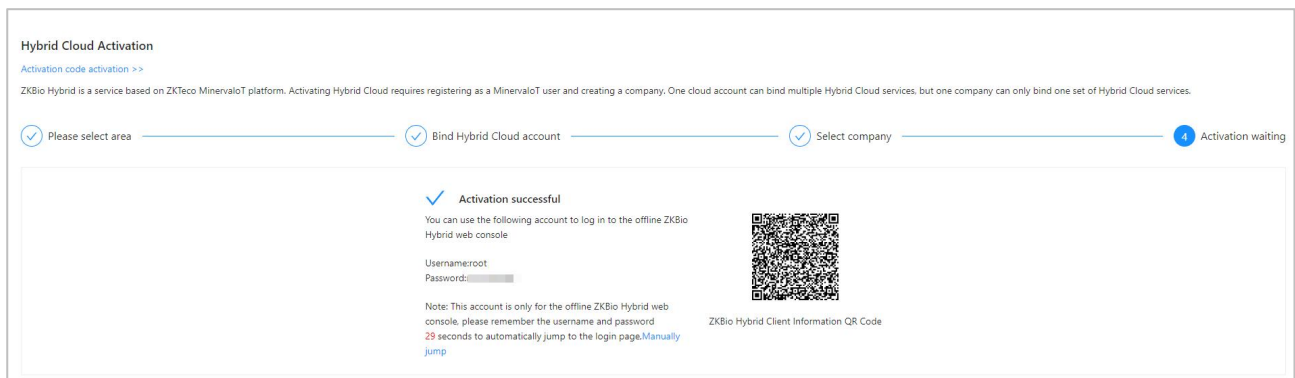 Hybrid Cloud Activation
Activation code activation >>
ZKBio Hybrid is a service based on ZKTeco MinervaIoT platform. Activating Hybrid Cloud requires registering as a MinervaIoT user and creating a company. One cloud account can bind multiple Hybrid Cloud services, but one company can only bind one set of Hybrid Cloud services.
Please select area
Bind Hybrid Cloud account
Select company
4 Activation waiting
Activation successful
You can use the following account to log in to the offline ZKBio
Hybrid web console
Username:root
Password:
Note: This account is only for the offline ZKBio Hybrid web
console, please remember the username and password
29 seconds to automatically jump to the login page.Manually
jump
ZKBio Hybrid Client Information QR Code